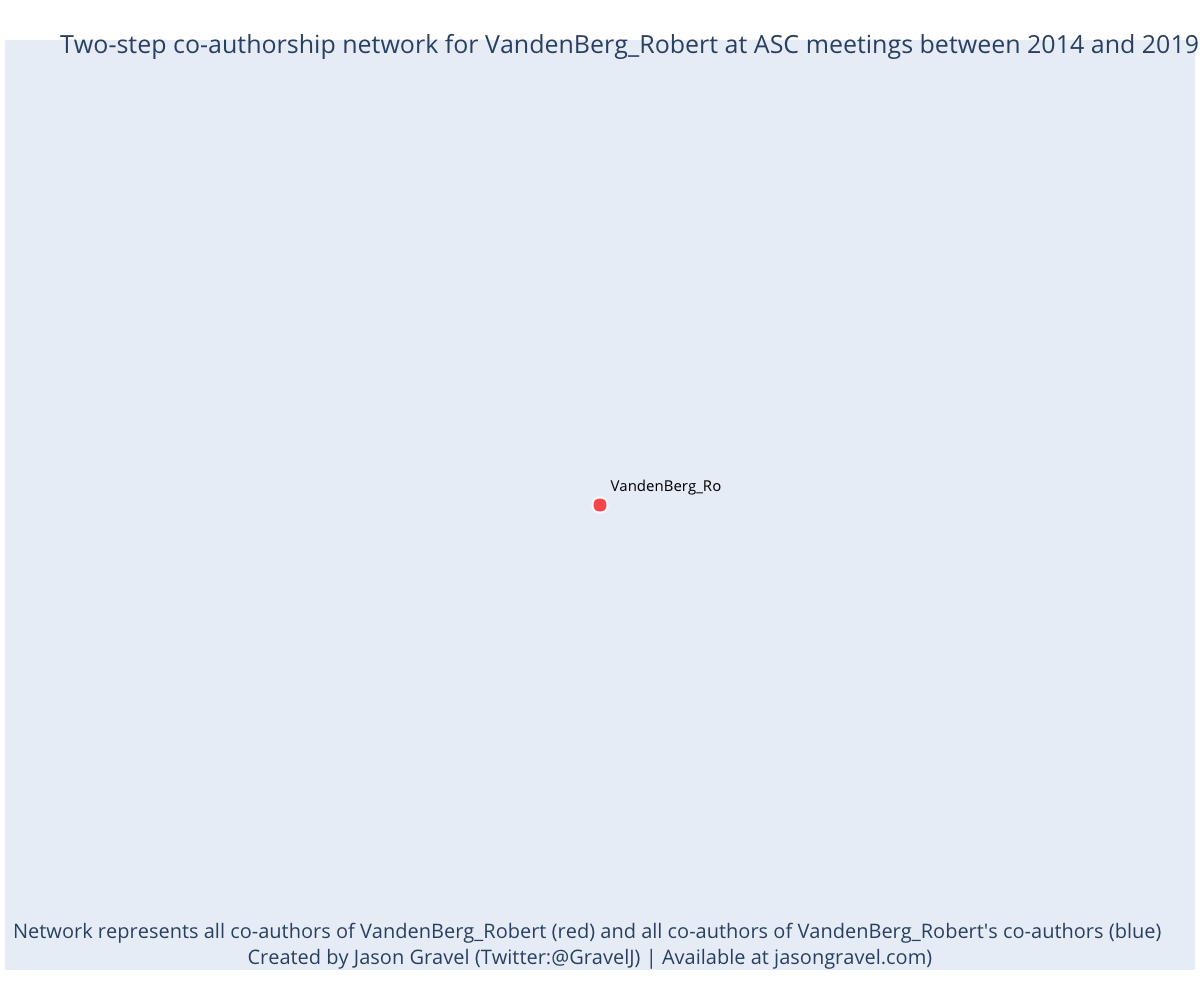 Two-step co-authorship network for VandenBerg_Robert at ASC meetings between 2014 and 2019
VandenBerg_Ro
Network represents all co-authors of VandenBerg_Robert (red) and all co-authors of VandenBerg_Robert's co-authors (blue)
Created by Jason Gravel (Twitter:@GravelJ) | Available at jasongravel.com)